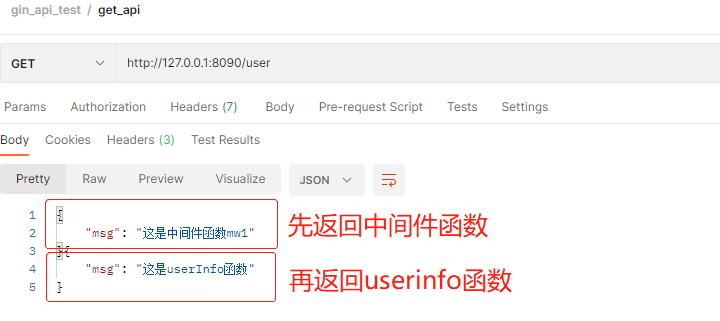 gin_api_test / get_api
GET http://127.0.0.1:8090/user
Params Authorization Headers (7) Body Pre-request Script Tests Settings
Body Cookies Headers (3) Test Results
Pretty Raw Preview Visualize JSON
1 {
2 "msg": "这是中间件函数mw1"
先返回中间件函数
3 }{
4 "msg": "这是userInfo函数"
再返回userinfo函数
5 }